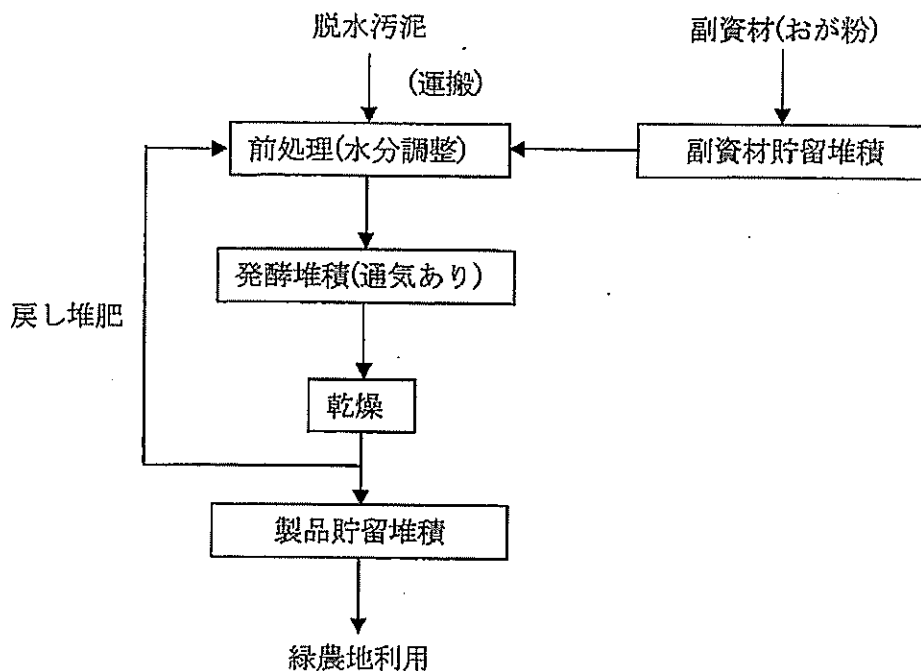 脱水汚泥
副資材(おが粉)
(運搬)
前処理(水分調整)
副資材貯留堆積
発酵堆積(通気あり)
戻し堆肥
乾燥
製品貯留堆積
緑農地利用